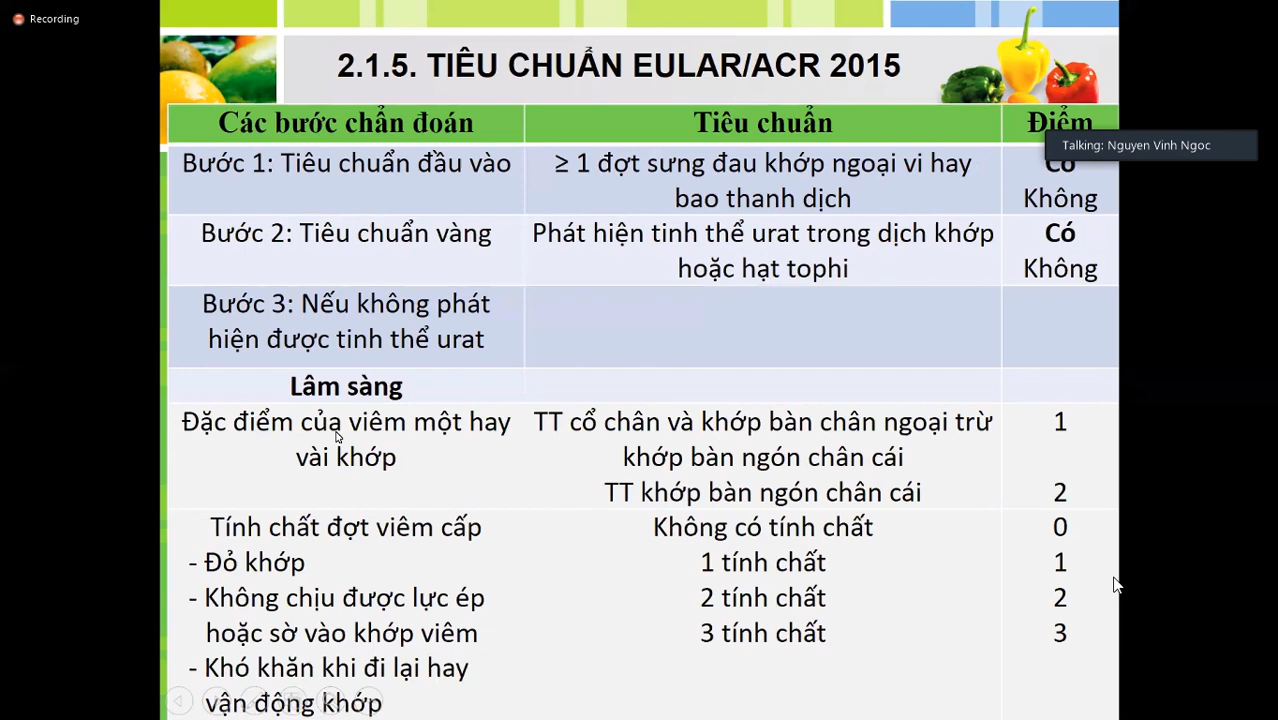 Recording
2.1.5. TIÊU CHUẨN EULAR/ACR 2015
Các bước chẩn đoán Tiêu chuẩn Điểm
Talking: Nguyen Vinh Ngoc
Bước 1: Tiêu chuẩn đầu vào ≥ 1 đợt sưng đau khớp ngoại vi hay Có
bao thanh dịch Không
Bước 2: Tiêu chuẩn vàng Phát hiện tinh thể urat trong dịch khớp Có
hoặc hạt tophi Không
Bước 3: Nếu không phát
hiện được tinh thể urat
Lâm sàng
Đặc điểm của viêm một hay TT cổ chân và khớp bàn chân ngoại trừ 1
vài khớp khớp bàn ngón chân cái
TT khớp bàn ngón chân cái 2
Tính chất đợt viêm cấp Không có tính chất 0
- Đỏ khớp 1 tính chất 1
- Không chịu được lực ép 2 tính chất 2
hoặc sờ vào khớp viêm 3 tính chất 3
- Khó khăn khi đi lại hay
vận động khớp